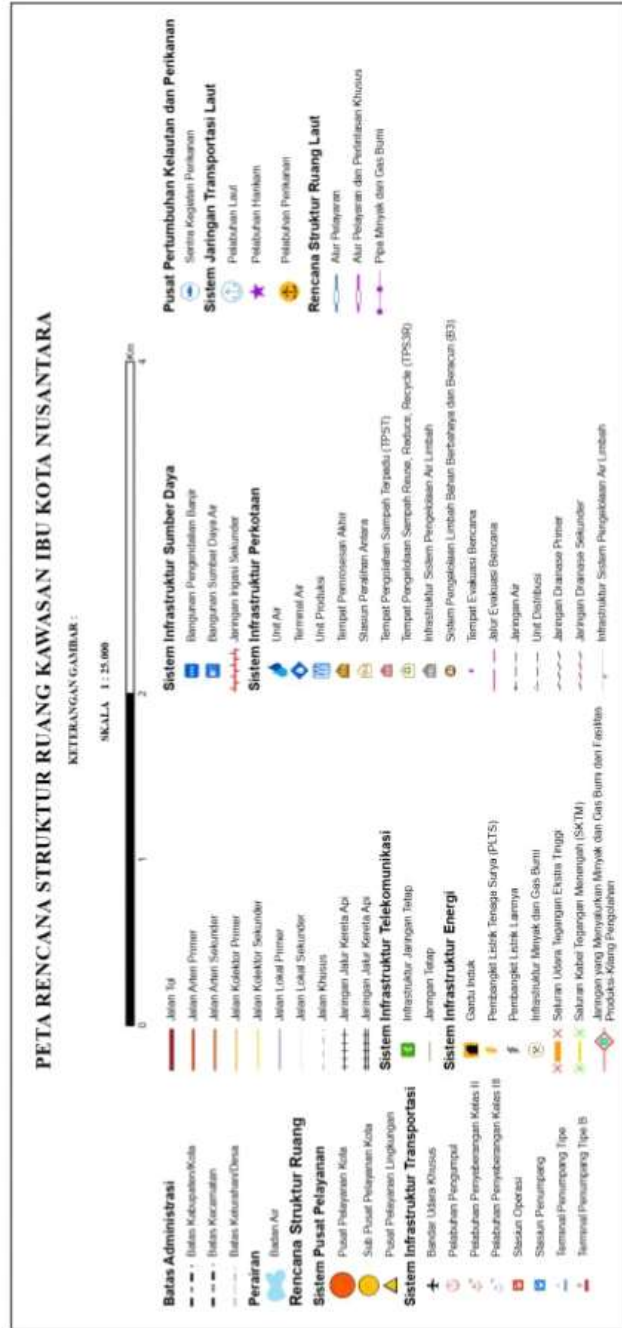 PETA RENCANA STRUKTUR RUANG KAWASAN IBU KOTA NUSANTARA
KETERANGAN GAMBAR :
SKALA 1 : 25.000
0
1
2
4
Km
Batas Administrasi
Batas Kabupaten/Kota
Batas Kecamatan
Batas Kelurahan/Desa
Perairan
Badan Air
Rencana Struktur Ruang
Sistem Pusat Pelayanan
Pusat Pelayanan Kota
Sub Pusat Pelayanan Kota
Pusat Pelayanan Lingkungan
Sistem Infrastruktur Transportasi
Bandar Udara Khusus
Pelabuhan Pengumpul
Pelabuhan Penyeberangan Kelas II
Pelabuhan Penyeberangan Kelas III
Stasiun Operasi
Stasiun Penumpang
Terminal Penumpang Tipe
Terminal Penumpang Tipe B
Jalan Tol
Jalan Arteri Primer
Jalan Arteri Sekunder
Jalan Kolektor Primer
Jalan Kolektor Sekunder
Jalan Lokal Primer
Jalan Lokal Sekunder
Jalan Khusus
Jaringan Jalur Kereta Api
Jaringan Jalur Kereta Api
Sistem Infrastruktur Telekomunikasi
Infrastruktur Jaringan Tetap
Jaringan Tetap
Sistem Infrastruktur Energi
Gardu Induk
Pembangkit Listrik Tenaga Surya (PLTS)
Pembangkit Listrik Lainnya
Infrastruktur Minyak dan Gas Bumi
Saluran Udara Tegangan Ekstra Tinggi
Saluran Kabel Tegangan Menengah (SKTM)
Jaringan yang Menyalurkan Minyak dan Gas Bumi dan Fasilitas
Produksi-Kilang Pengolahan
Sistem Infrastruktur Sumber Daya
Bangunan Pengendalian Banjir
Bangunan Sumber Daya Air
Jaringan Irigasi Sekunder
Sistem Infrastruktur Perkotaan
Unit Air
Terminal Air
Unit Produksi
Tempat Pemrosesan Akhir
Stasiun Peralihan Antara
Tempat Pengolahan Sampah Terpadu (TPST)
Tempat Pengelolaan Sampah Reuse, Reduce, Recycle (TPS3R)
Infrastruktur Sistem Pengelolaan Air Limbah
Sistem Pengelolaan Limbah Bahan Berbahaya dan Beracun (B3)
Tempat Evakuasi Bencana
Jalur Evakuasi Bencana
Jaringan Air
Unit Distribusi
Jaringan Drainase Primer
Jaringan Drainase Sekunder
Infrastruktur Sistem Pengelolaan Air Limbah
Pusat Pertumbuhan Kelautan dan Perikanan
Sentra Kegiatan Perikanan
Sistem Jaringan Transportasi Laut
Pelabuhan Laut
Pelabuhan Hankam
Pelabuhan Perikanan
Rencana Struktur Ruang Laut
Alur Pelayaran
Alur Pelayaran dan Perlintasan Khusus
Pipa Minyak dan Gas Bumi